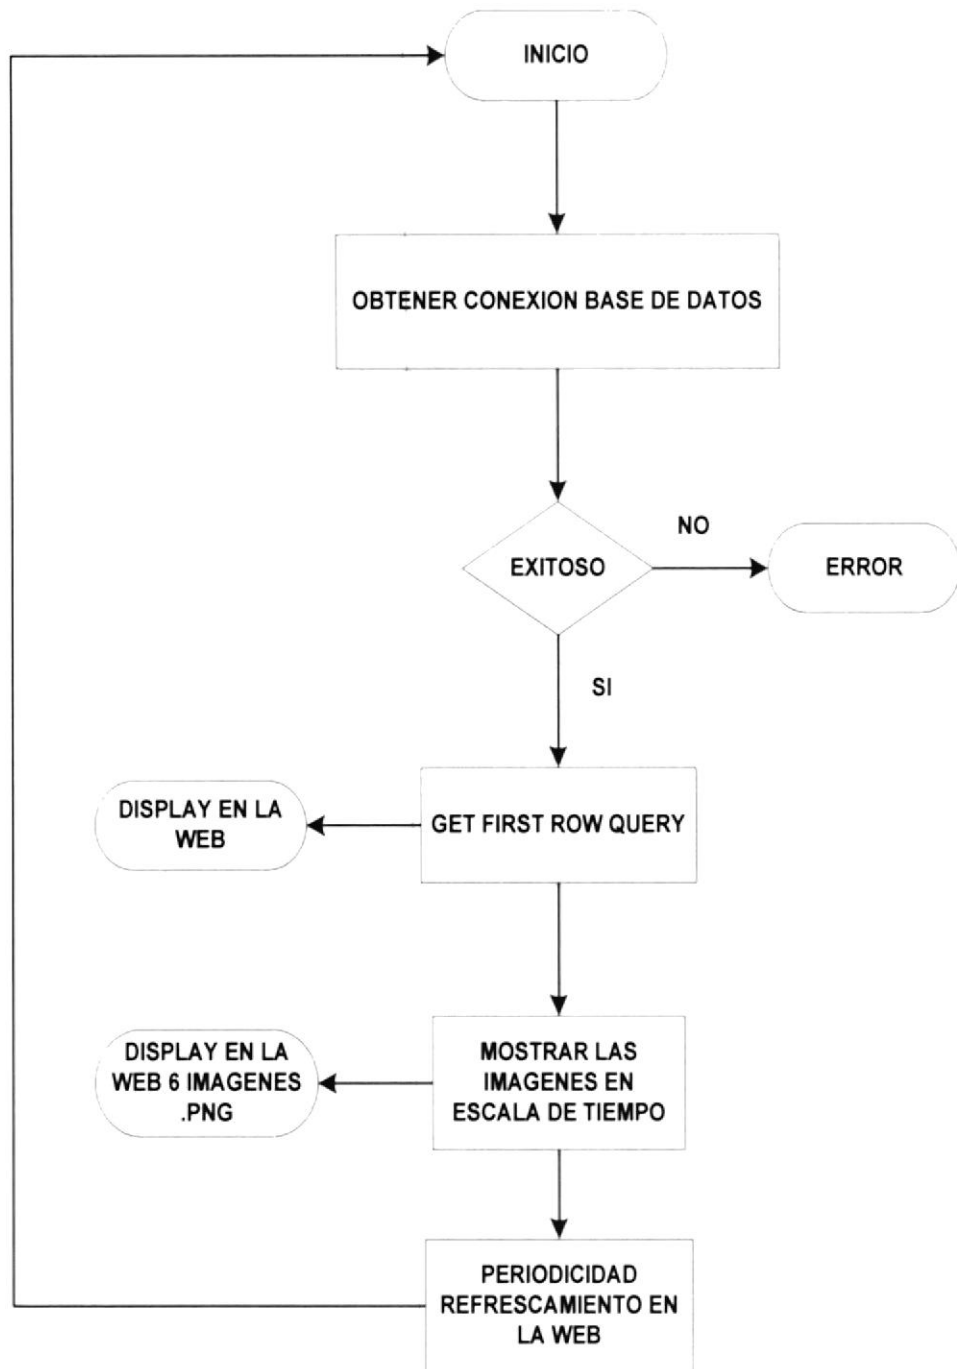 INICIO
OBTENER CONEXION BASE DE DATOS
EXITOSO
NO
ERROR
SI
DISPLAY EN LA
WEB
GET FIRST ROW QUERY
DISPLAY EN LA
WEB 6 IMAGENES
.PNG
MOSTRAR LAS
IMAGENES EN
ESCALA DE TIEMPO
PERIODICIDAD
REFRESCAMIENTO EN
LA WEB